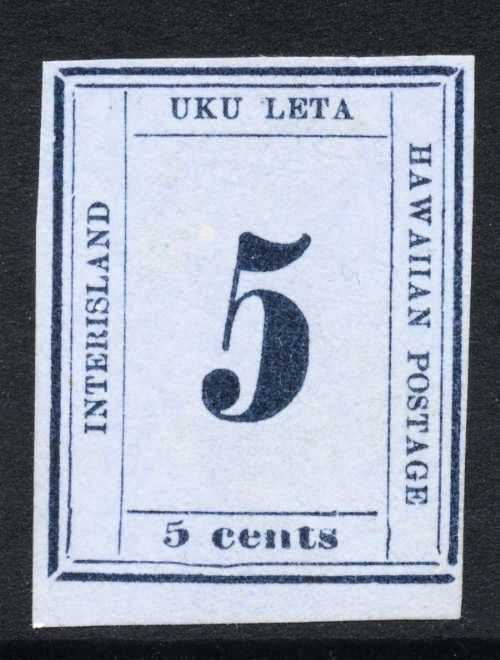 UKU LETA
INTERISLAND
HAWAIIAN POSTAGE
5
5 cents